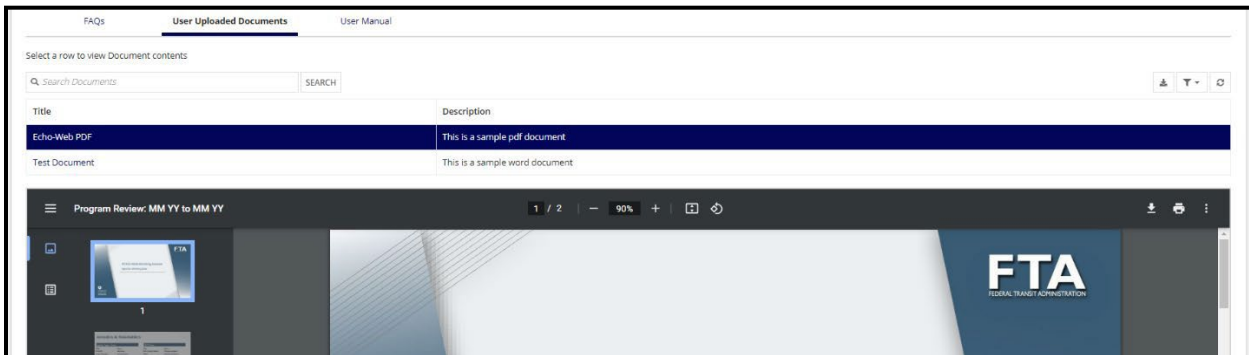 FAQs User Uploaded Documents User Manual
Select a row to view Document contents
Search Documents SEARCH
Title Description
Echo-Web PDF This is a sample pdf document
Test Document This is a sample word document
Program Review: MM YY to MM YY 1 / 2 90%
FTA
FTA
FEDERAL TRANSIT ADMINISTRATION
1